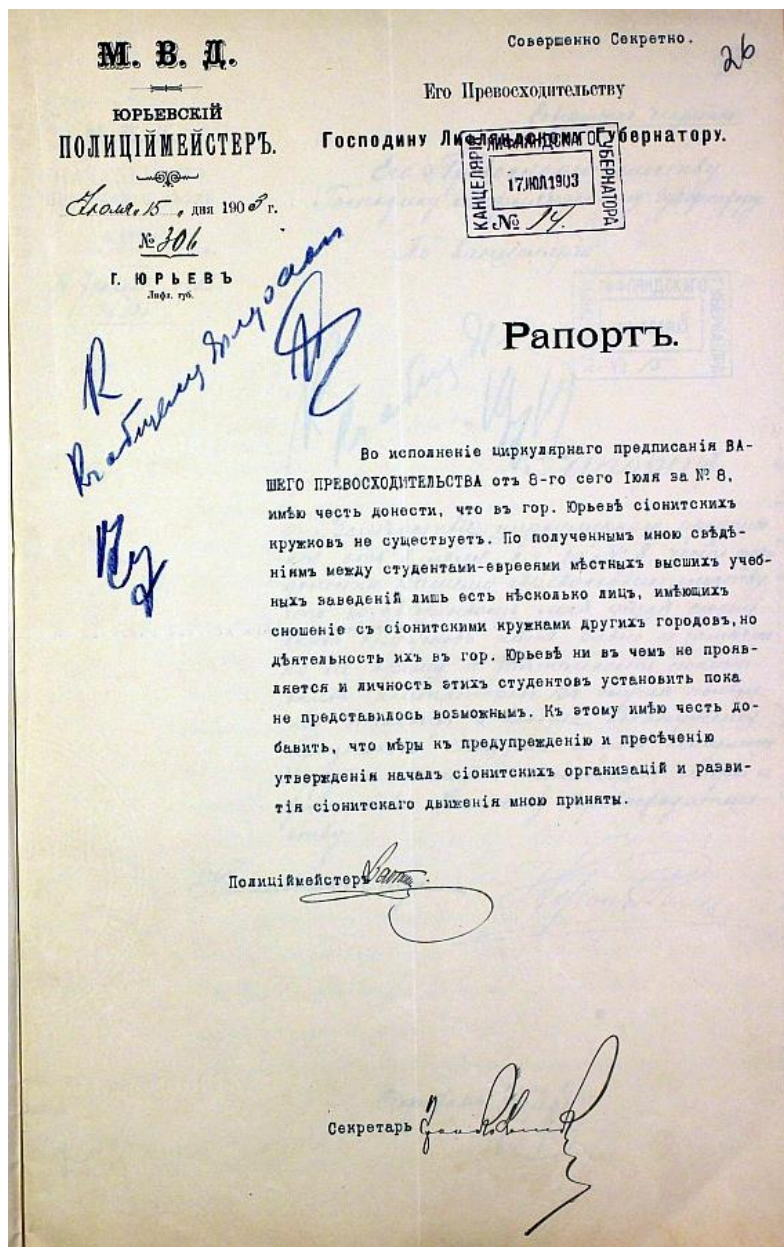 М. В. Д.
ЮРЬЕВСКІЙ
ПОЛИЦІЙМЕЙСТЕРЪ.
Іюля „15 „ дня 1903 г.
№ 306
Г. ЮРЬЕВЪ
Лифл. губ.
Совершенно Секретно.
26
Его Превосходительству
Господину Лифляндскому Губернатору.
КАНЦЕЛЯРІЯ ЛИФЛЯНДСКАГО ГУБЕРНАТОРА
17.ІЮЛ.1903
№ 14.
Рапортъ.
Во исполненіе циркулярнаго предписанія ВА-
ШЕГО ПРЕВОСХОДИТЕЛЬСТВА отъ 8-го сего Іюля за № 8,
имѣю честь донести, что въ гор. Юрьевѣ сіонитскихъ
кружковъ не существуетъ. По полученнымъ мною свѣдѣ-
ніямъ между студентами-евреями мѣстныхъ высшихъ учеб-
ныхъ заведеній лишь есть нѣсколько лицъ, имѣющихъ
сношеніе съ сіонитскими кружками другихъ городовъ, но
дѣятельность ихъ въ гор. Юрьевѣ ни въ чемъ не прояв-
ляется и личность этихъ студентовъ установить пока
не представилось возможнымъ. Къ этому имѣю честь до-
бавить, что мѣры къ предупрежденію и пресѣченію
утвержденія началъ сіонитскихъ организацій и разви-
тія сіонитскаго движенія мною приняты.
Полиціймейстеръ
Секретарь